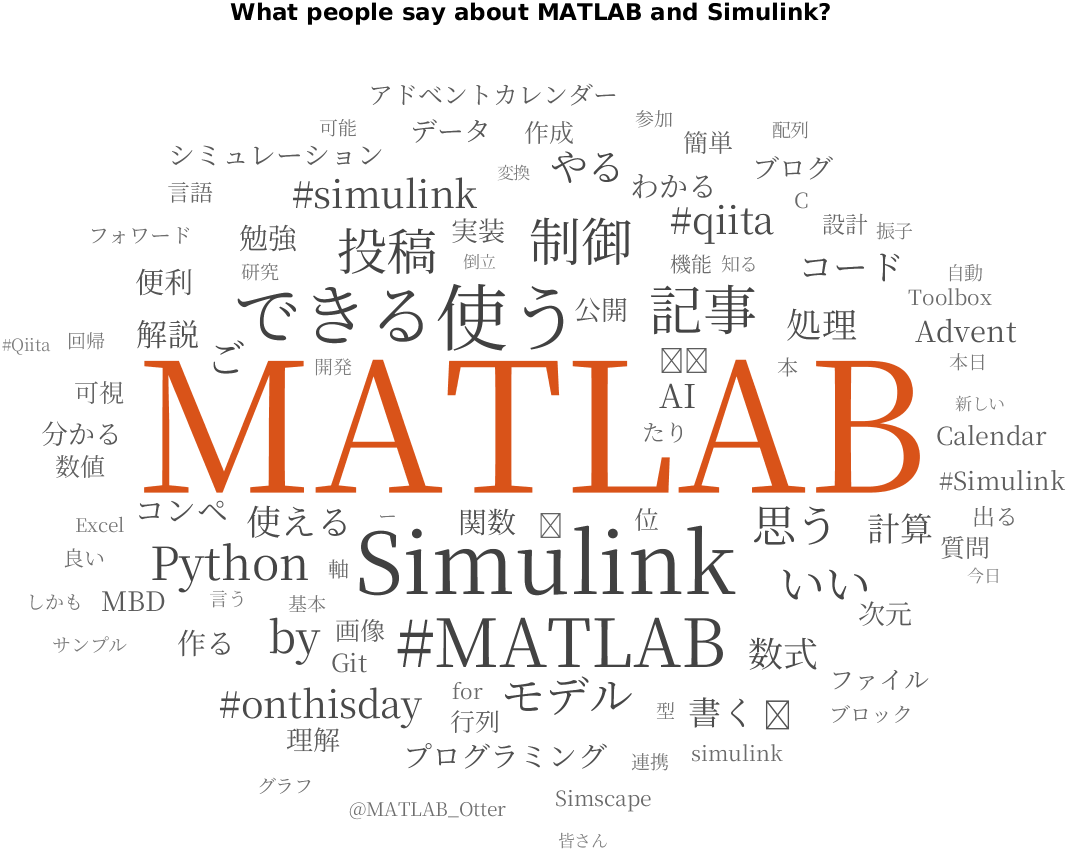 What people say about MATLAB and Simulink?
アドベントカレンダー
可能
データ
作成
参加
簡単
配列
シミュレーション
変換
やる
わかる
ブログ
言語
#simulink
C
フォワード
勉強
投稿
実装
制御
#qiita
設計
振子
倒立
便利
研究
機能
知る
コード
自動
できる
使う
公開
記事
Toolbox
処理
Advent
解説
#Qiita
回帰
ご
開発
本
本日
可視
AI
新しい
分かる
たり
Calendar
数値
MATLAB
#Simulink
コンペ
使える
ー
関数
位
思う
計算
出る
Excel
質問
良い
Python
軸
Simulink
いい
今日
しかも
MBD
言う
基本
次元
サンプル
作る
by
画像
#MATLAB
数式
Git
ファイル
#onthisday
for
モデル
型
書く
ブロック
行列
理解
プログラミング
連携
simulink
グラフ
@MATLAB_Otter
Simscape
皆さん